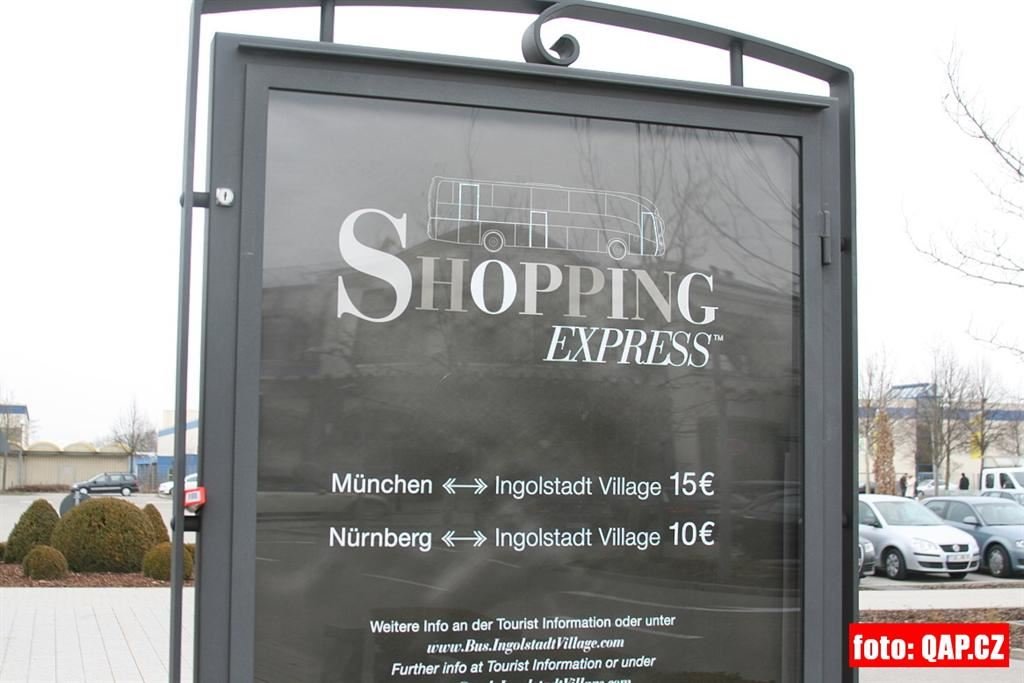 SHOPPING
EXPRESS™
München <--> Ingolstadt Village 15€
Nürnberg <--> Ingolstadt Village 10€
Weitere Info an der Tourist Information oder unter
www.Bus.IngolstadtVillage.com
Further info at Tourist Information or under
foto: QAP.CZ